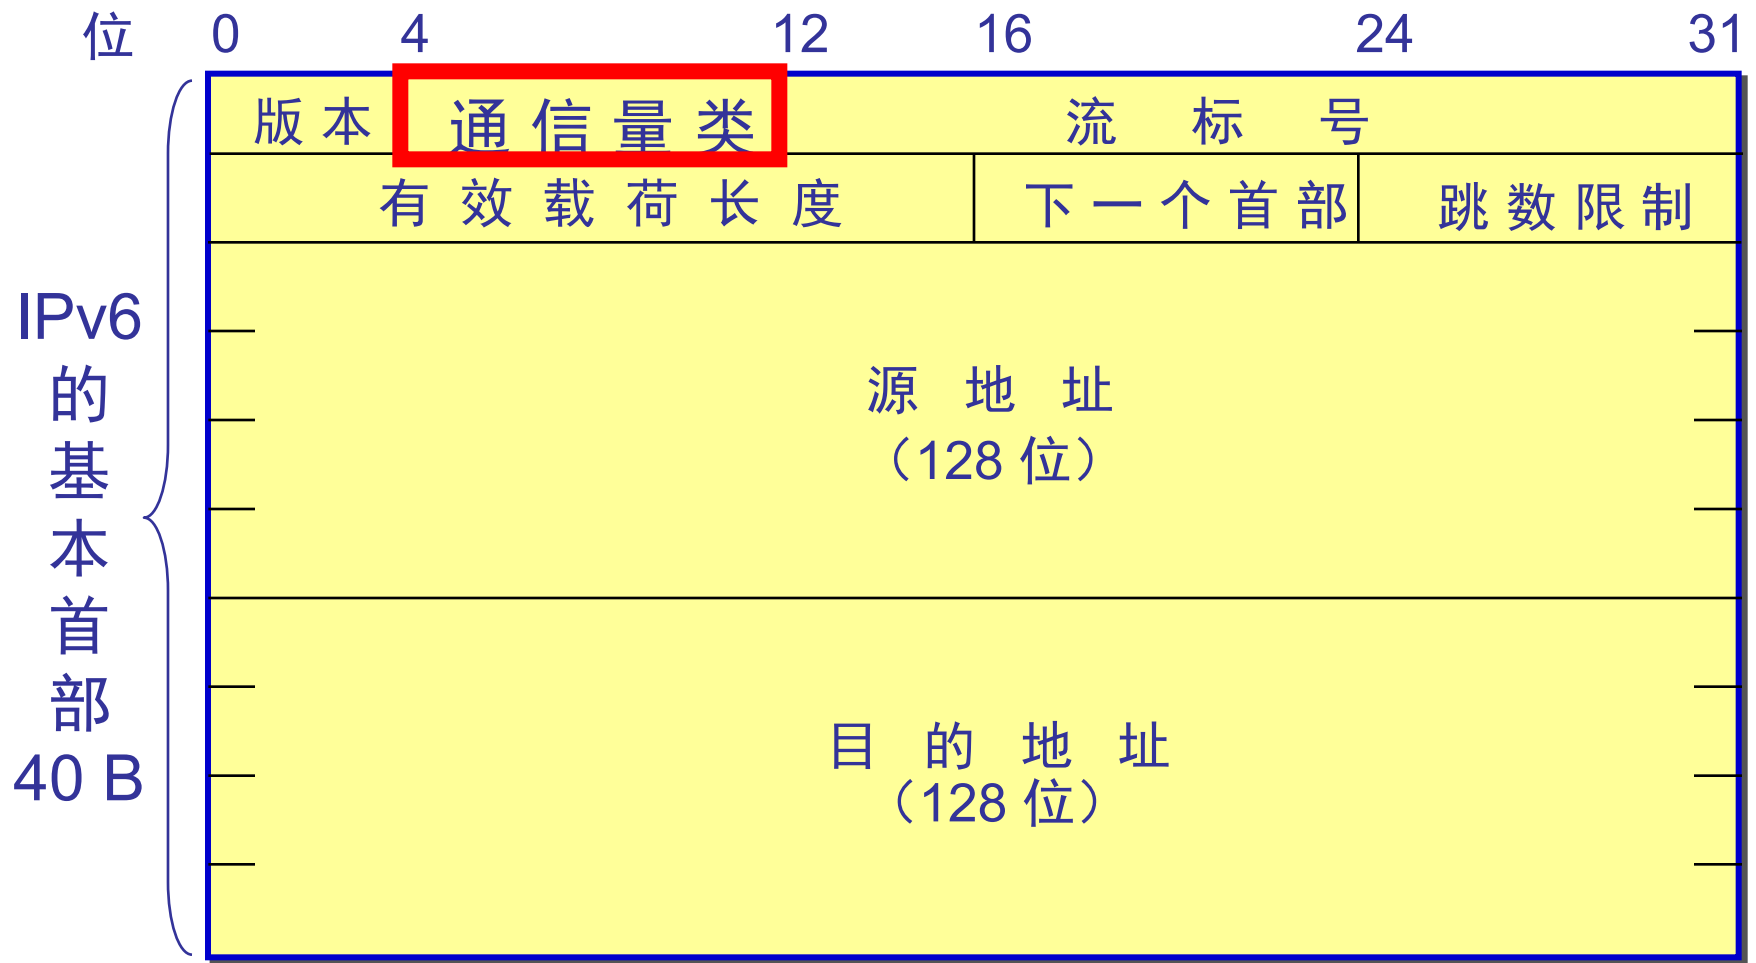 位 0 4 12 16 24 31
版本 通信量类 流标号
有效载荷长度 下一个首部 跳数限制
IPv6
的
基
本
首
部
40 B
源地址
（128 位）
目的地址
（128 位）